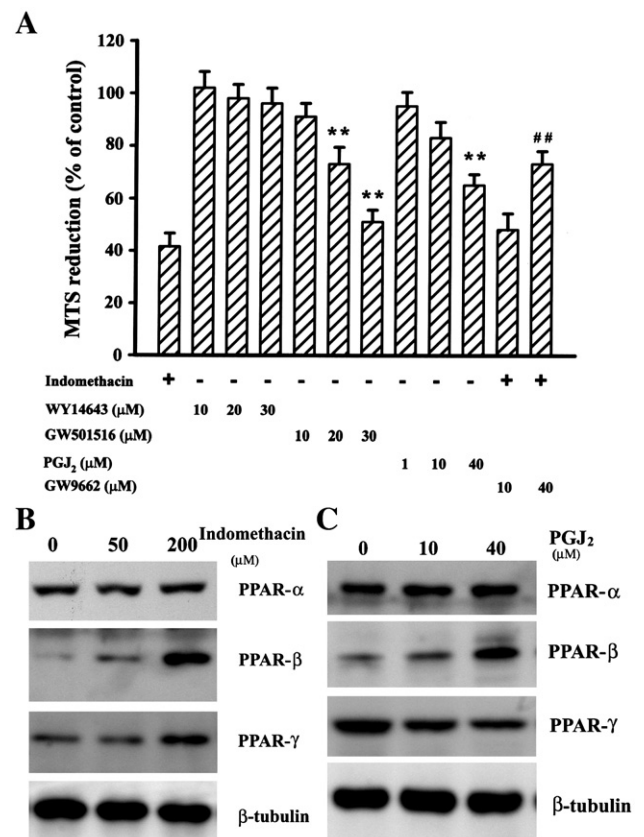 A
MTS reduction (% of control)
120
100
80
60
40
20
0
** ** ** ##
Indomethacin + - - - - - - - - - + +
WY14643 (μM) 10 20 30
GW501516 (μM) 10 20 30
PGJ2 (μM) 1 10 40
GW9662 (μM) 10 40
B
Indomethacin
0 50 200 (μM)
PPAR-α
PPAR-β
PPAR-γ
β-tubulin
C
PGJ2
0 10 40 (μM)
PPAR-α
PPAR-β
PPAR-γ
β-tubulin